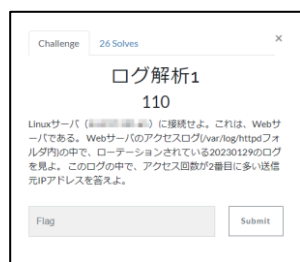 Challenge
26 Solves
×
ログ解析1
110
Linuxサーバ（）に接続せよ。これは、Webサ
ーバである。 Webサーバのアクセスログ(/var/log/httpdフォ
ルダ内)の中で、ローテーションされている20230129のログ
を見よ。 このログの中で、アクセス回数が2番目に多い送信
元IPアドレスを答えよ。
Flag
Submit